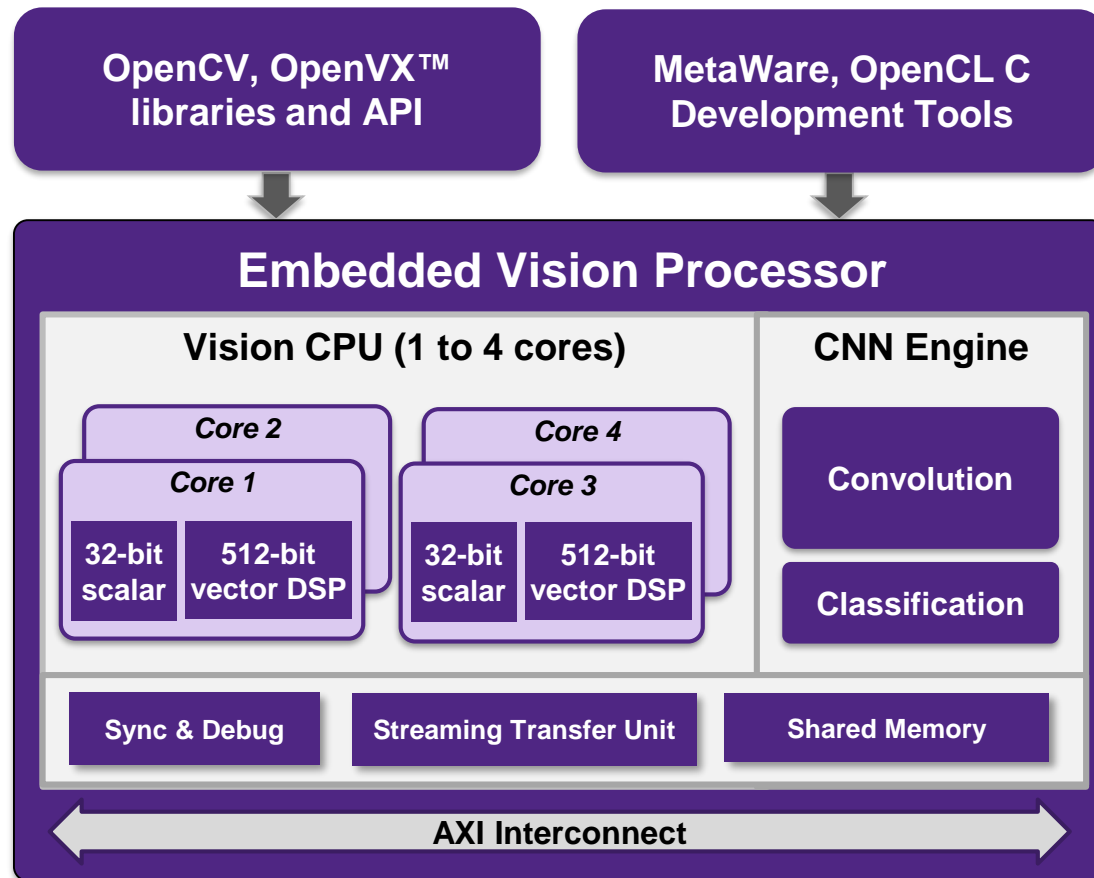 OpenCV, OpenVX™
libraries and API
MetaWare, OpenCL C
Development Tools
Embedded Vision Processor
Vision CPU (1 to 4 cores)
CNN Engine
Core 2
Core 1
32-bit
scalar
512-bit
vector DSP
Core 4
Core 3
32-bit
scalar
512-bit
vector DSP
Convolution
Classification
Sync & Debug
Streaming Transfer Unit
Shared Memory
AXI Interconnect